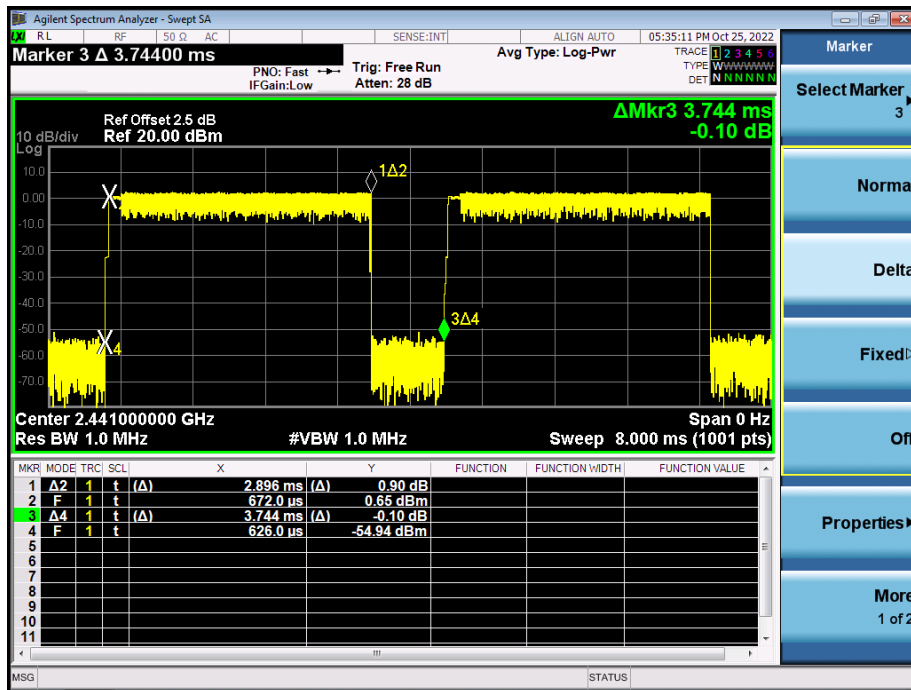 Agilent Spectrum Analyzer - Swept SA
LXI RL RF 50 Ω AC SENSE:INT ALIGN AUTO 05:35:11 PM Oct 25, 2022
Marker 3 Δ 3.74400 ms
PNO: Fast
IFGain:Low
Trig: Free Run
Atten: 28 dB
Avg Type: Log-Pwr
TRACE 1 2 3 4 5 6
TYPE WWWWWW
DET N N N N N N
Ref Offset 2.5 dB
Ref 20.00 dBm
10 dB/div
Log
ΔMkr3 3.744 ms
-0.10 dB
10.0
0.00
-10.0
-20.0
-30.0
-40.0
-50.0
-60.0
-70.0
1Δ2
3Δ4
4
Center 2.441000000 GHz
Span 0 Hz
Res BW 1.0 MHz
#VBW 1.0 MHz
Sweep 8.000 ms (1001 pts)
MKR MODE TRC SCL X Y FUNCTION FUNCTION WIDTH FUNCTION VALUE
1 Δ2 1 t (Δ) 2.896 ms (Δ) 0.90 dB
2 F 1 t 672.0 µs 0.65 dBm
3 Δ4 1 t (Δ) 3.744 ms (Δ) -0.10 dB
4 F 1 t 626.0 µs -54.94 dBm
5
6
7
8
9
10
11
MSG
STATUS
Marker
Select Marker
3
Norma
Delta
Fixed
Off
Properties
More
1 of 2